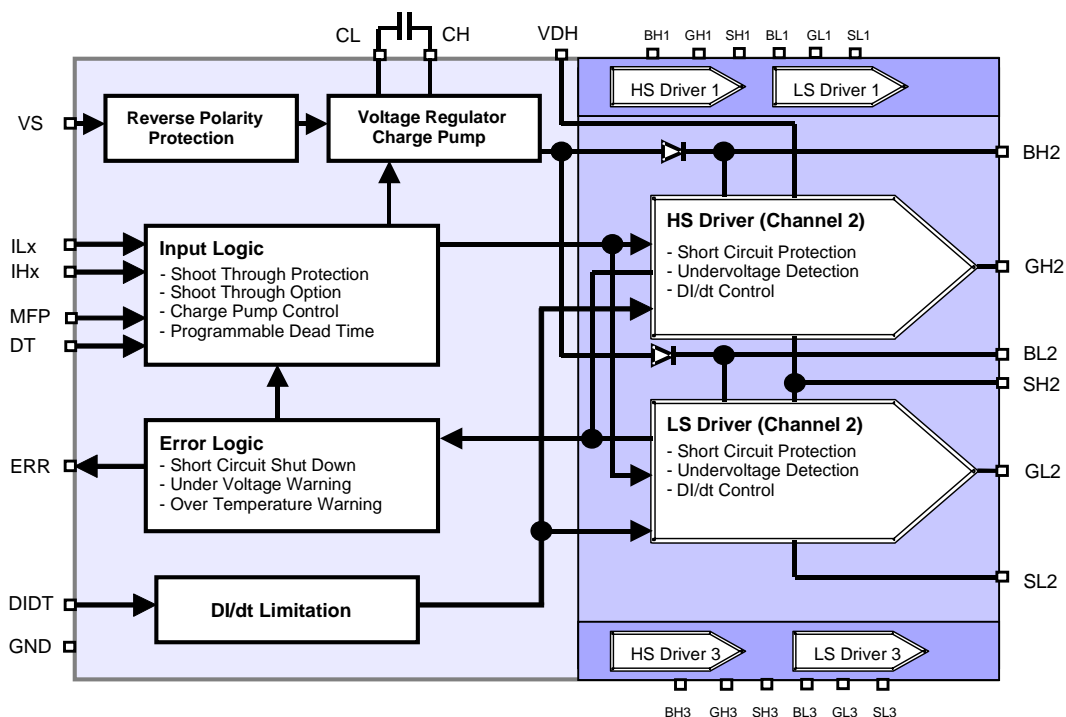 CL
CH
VDH
BH1
GH1
SH1
BL1
GL1
SL1
HS Driver 1
LS Driver 1
VS
Reverse Polarity
Protection
Voltage Regulator
Charge Pump
BH2
ILx
IHx
MFP
DT
Input Logic
- Shoot Through Protection
- Shoot Through Option
- Charge Pump Control
- Programmable Dead Time
HS Driver (Channel 2)
- Short Circuit Protection
- Undervoltage Detection
- DI/dt Control
GH2
BL2
SH2
ERR
Error Logic
- Short Circuit Shut Down
- Under Voltage Warning
- Over Temperature Warning
LS Driver (Channel 2)
- Short Circuit Protection
- Undervoltage Detection
- DI/dt Control
GL2
SL2
DIDT
DI/dt Limitation
GND
HS Driver 3
LS Driver 3
BH3
GH3
SH3
BL3
GL3
SL3